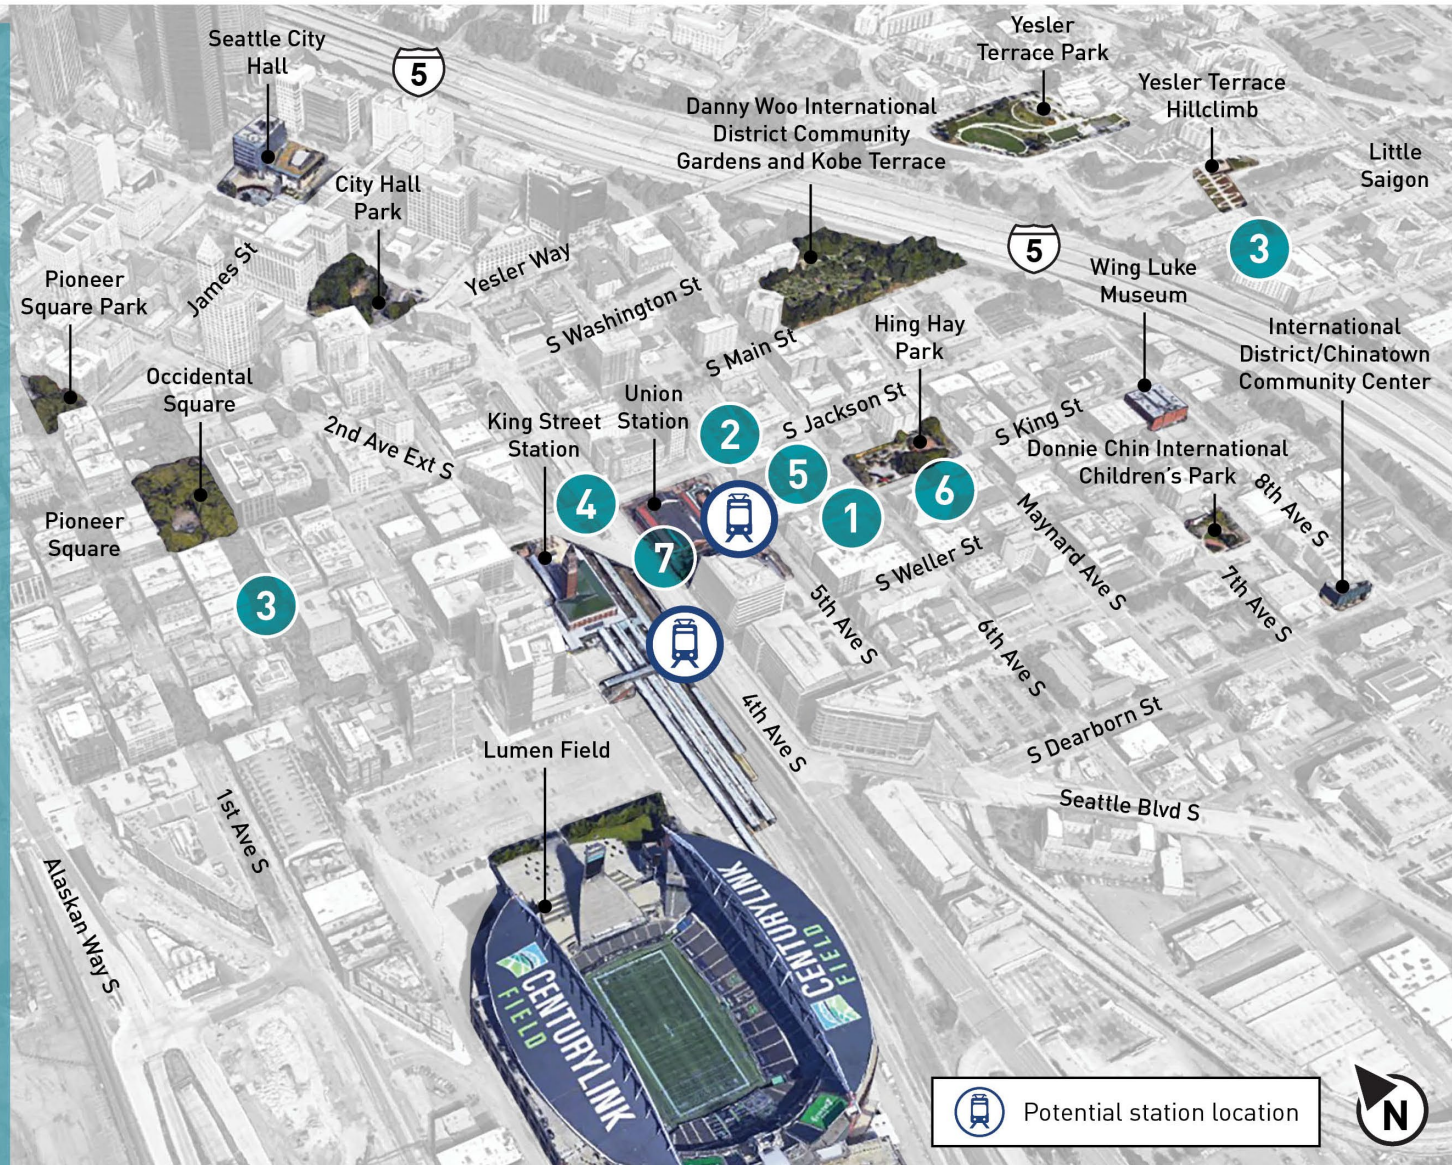 Seattle City
Hall
5
Yesler
Terrace Park
Yesler Terrace
Hillclimb
Danny Woo International
District Community
Gardens and Kobe Terrace
Little
Saigon
City Hall
Park
James St
Yesler Way
5
3
Pioneer
Square Park
Wing Luke
Museum
S Washington St
Hing Hay
Park
International
District/Chinatown
Community Center
S Main St
Occidental
Square
Union
Station
King Street
Station
2nd Ave Ext S
2
S Jackson St
S King St
Donnie Chin International
Children's Park
5
4
1
6
8th Ave S
Pioneer
Square
7
Maynard Ave S
S Weller St
3
5th Ave S
6th Ave S
7th Ave S
4th Ave S
S Dearborn St
Lumen Field
Seattle Blvd S
1st Ave S
Alaskan Way S
CENTURYLINK
FIELD
CENTURYLINK
FIELD
Potential station location
N